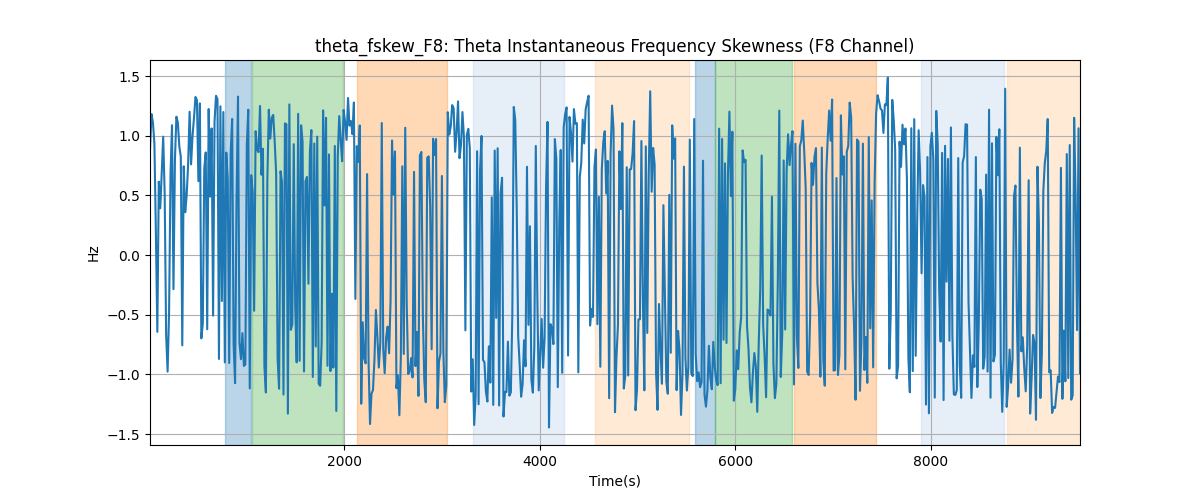 theta_fskew_F8: Theta Instantaneous Frequency Skewness (F8 Channel)
1.5
1.0
0.5
0.0
−0.5
−1.0
−1.5
Hz
2000 4000 6000 8000
Time(s)